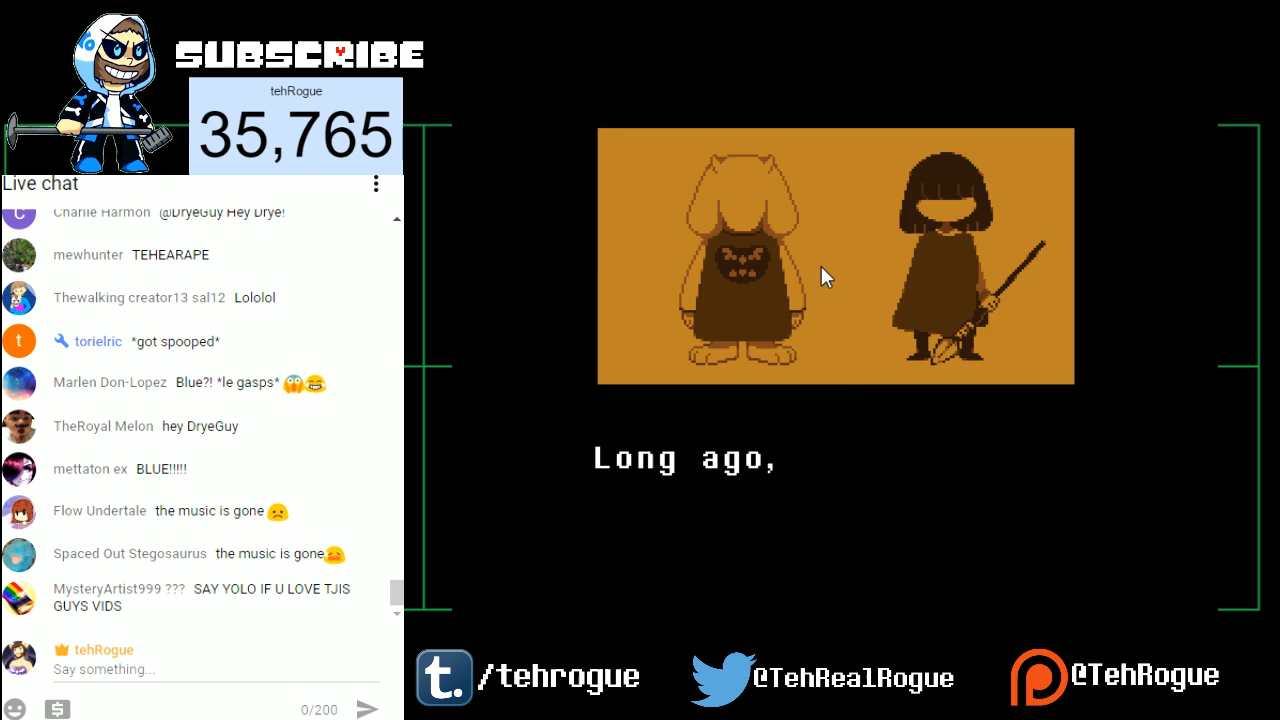 SUBSCRIBE
tehRogue
35,765
Live chat
C
Charlie Harmon @DryeGuy Hey Drye!
mewhunter TEHEARAPE
Thewalking creator13 sal12 Lololol
t
torielric *got spooped*
Marlen Don-Lopez Blue?! *le gasps* 😱😂
TheRoyal Melon hey DryeGuy
mettaton ex BLUE!!!!!
Flow Undertale the music is gone 😞
Spaced Out Stegosaurus the music is gone😩
MysteryArtist999 ??? SAY YOLO IF U LOVE TJIS
GUYS VIDS
tehRogue
Say something...
0/200
Long ago,
t. /tehrogue
@TehRealRogue
@TehRogue